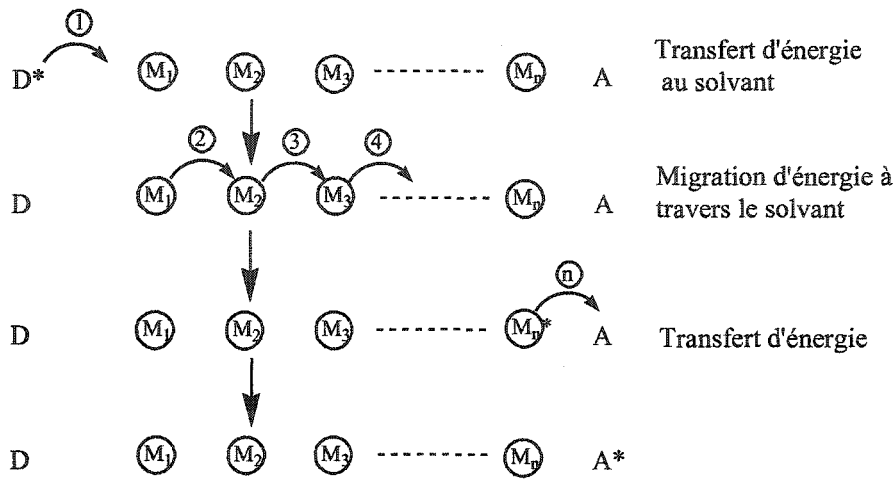 ①
D* M₁ M₂ M₃ Mₙ A Transfert d'énergie
au solvant
② ③ ④
D M₁ M₂ M₃ Mₙ A Migration d'énergie à
travers le solvant
ⓝ
D M₁ M₂ M₃ Mₙ* A Transfert d'énergie
D M₁ M₂ M₃ Mₙ A*